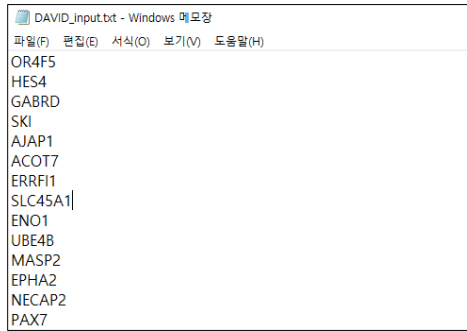 DAVID_input.txt - Windows 메모장
파일(F) 편집(E) 서식(O) 보기(V) 도움말(H)
OR4F5
HES4
GABRD
SKI
AJAP1
ACOT7
ERRFI1
SLC45A1
ENO1
UBE4B
MASP2
EPHA2
NECAP2
PAX7